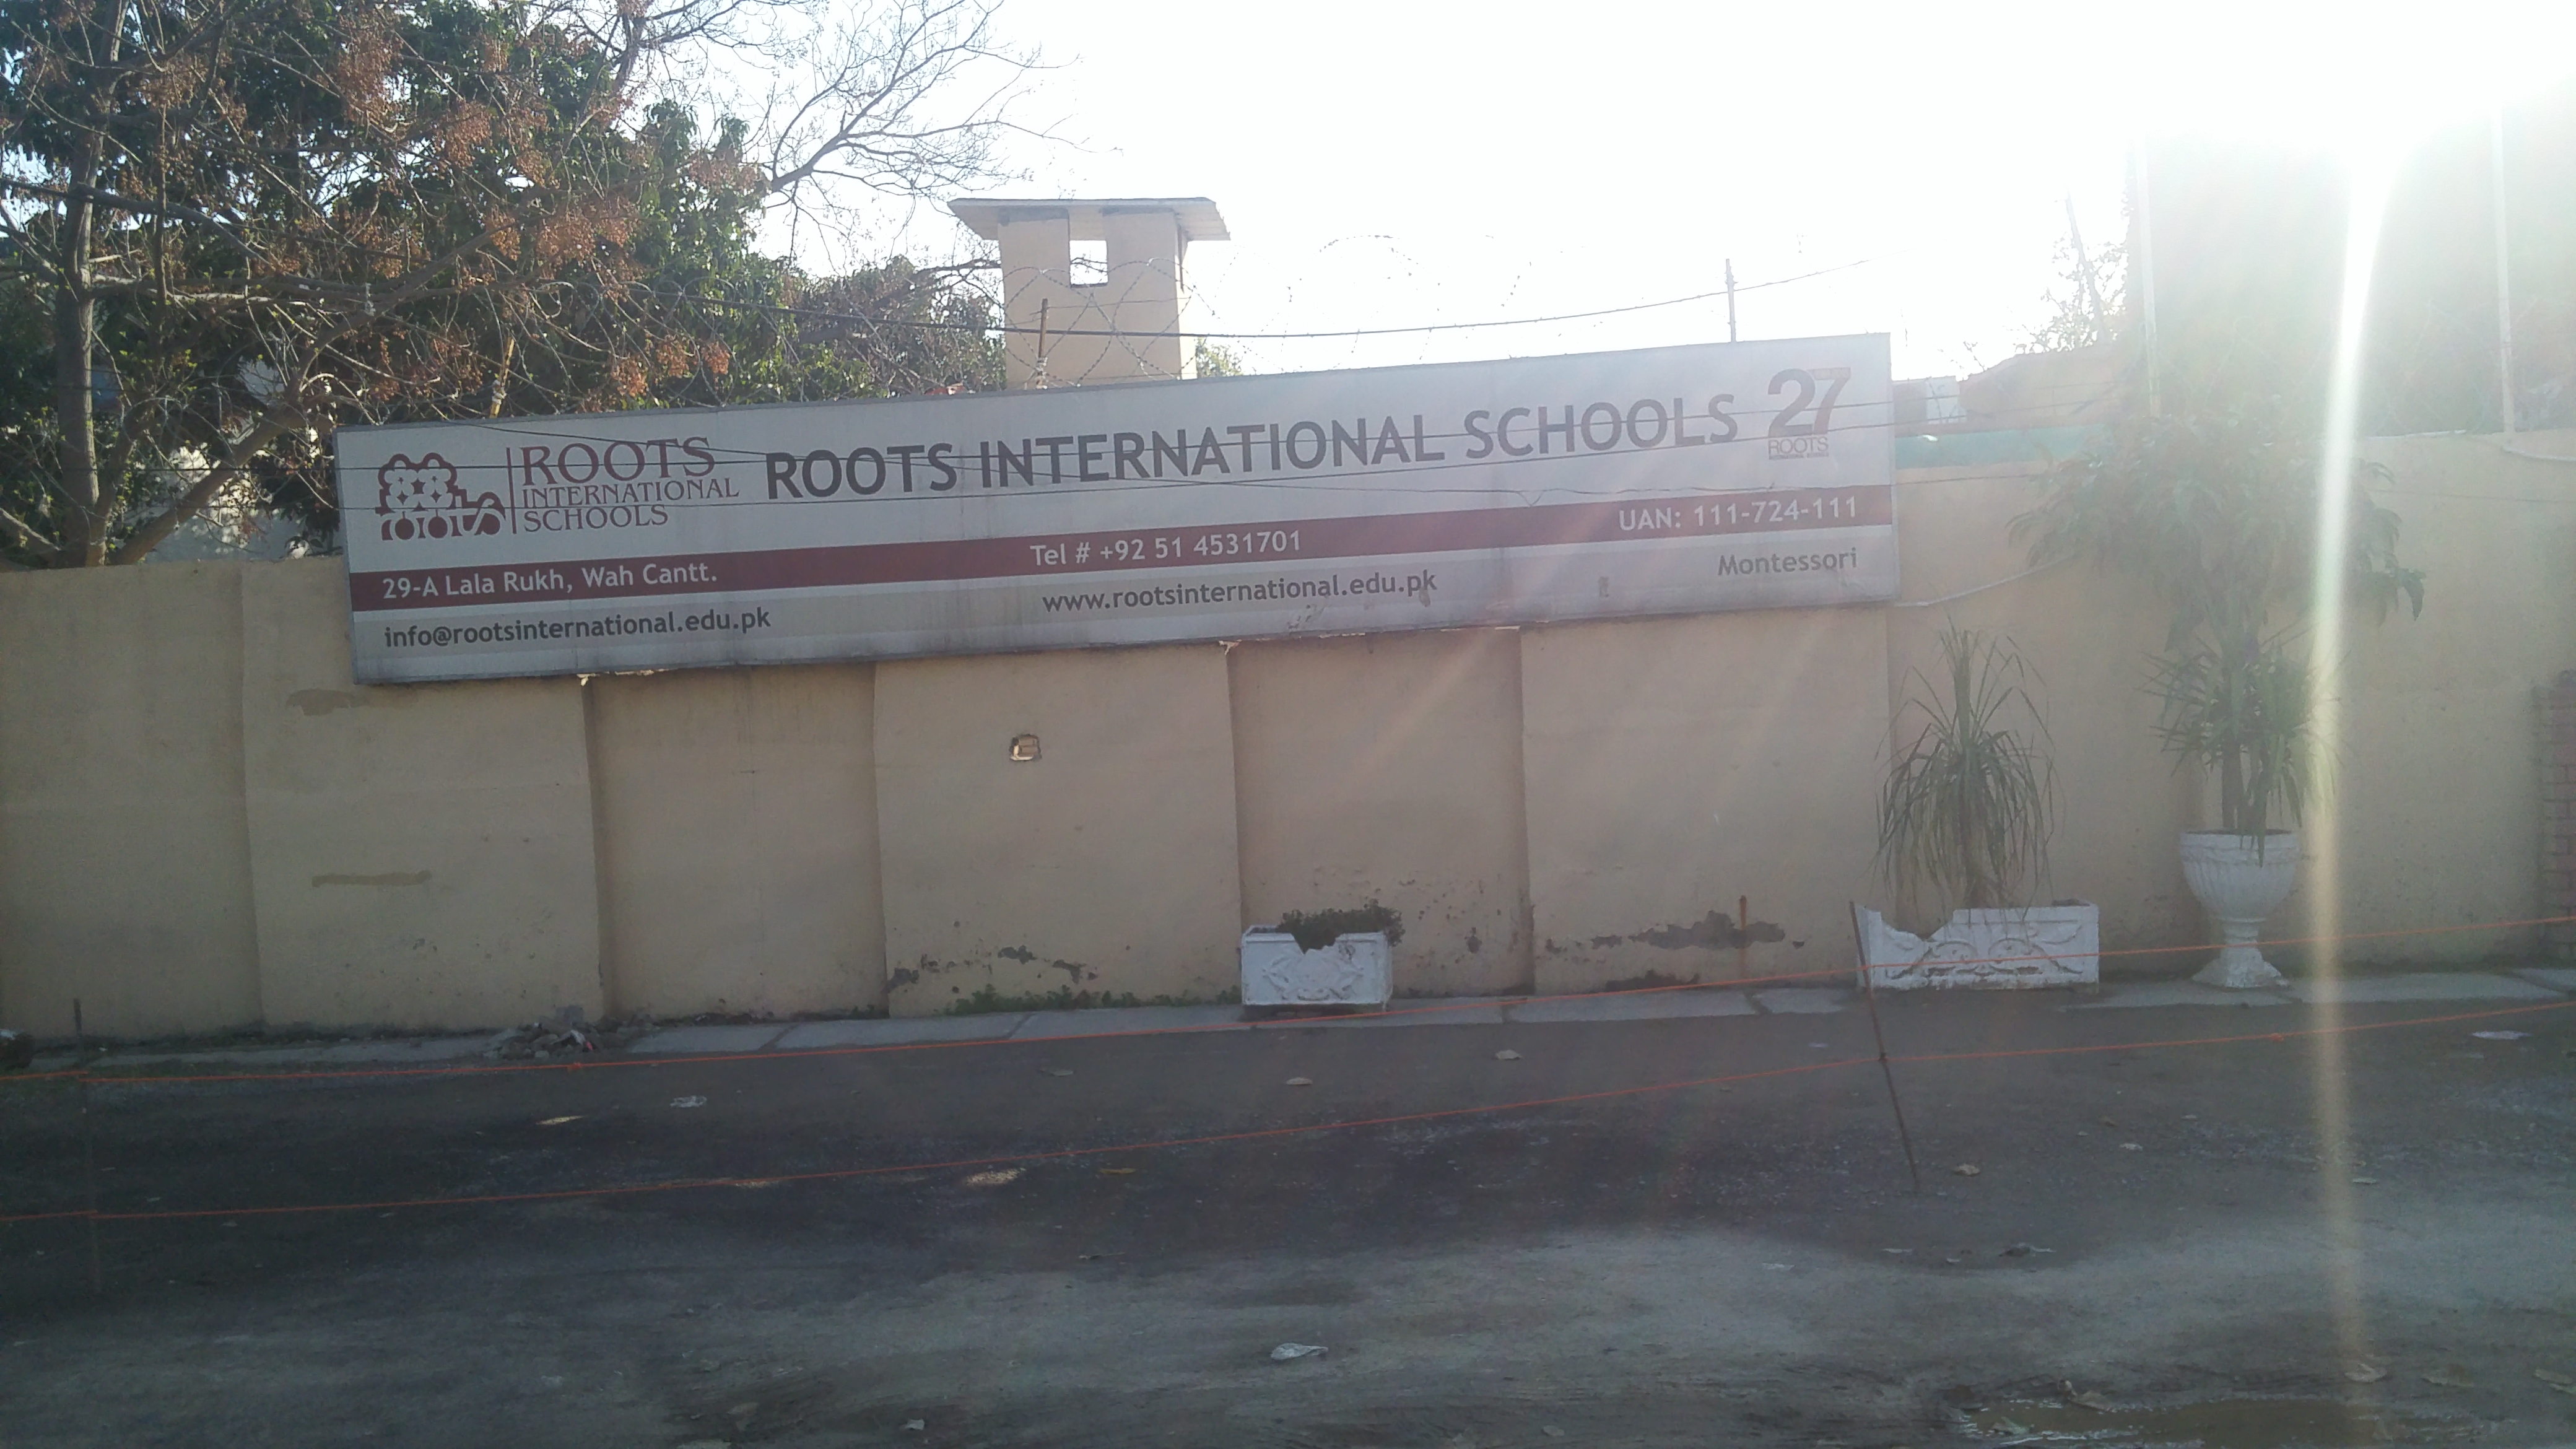 ROOTS
INTERNATIONAL
SCHOOLS
ROOTS INTERNATIONAL SCHOOLS
27
ROOTS
29-A Lala Rukh, Wah Cantt.
Tel # +92 51 4531701
UAN: 111-724-111
info@rootsinternational.edu.pk
www.rootsinternational.edu.pk
Montessori